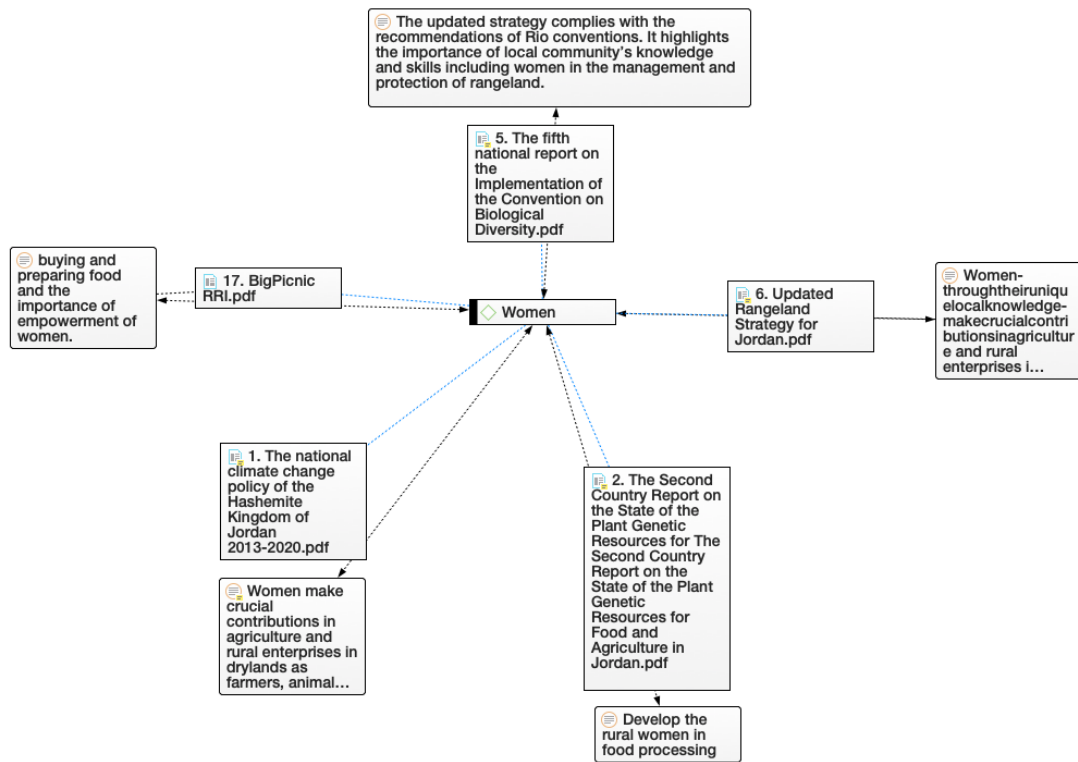 The updated strategy complies with the
recommendations of Rio conventions. It highlights
the importance of local community's knowledge
and skills including women in the management and
protection of rangeland.
5. The fifth
national report on
the
Implementation of
the Convention on
Biological
Diversity.pdf
buying and
preparing food
and the
importance of
empowerment of
women.
17. BigPicnic
RRI.pdf
Women
6. Updated
Rangeland
Strategy for
Jordan.pdf
Women-
throughtheiruniqu
elocalknowledge-
makecrucialcontri
butionsinagricultur
e and rural
enterprises i...
1. The national
climate change
policy of the
Hashemite
Kingdom of
Jordan
2013-2020.pdf
Women make
crucial
contributions in
agriculture and
rural enterprises in
drylands as
farmers, animal...
2. The Second
Country Report on
the State of the
Plant Genetic
Resources for The
Second Country
Report on the
State of the Plant
Genetic
Resources for
Food and
Agriculture in
Jordan.pdf
Develop the
rural women in
food processing